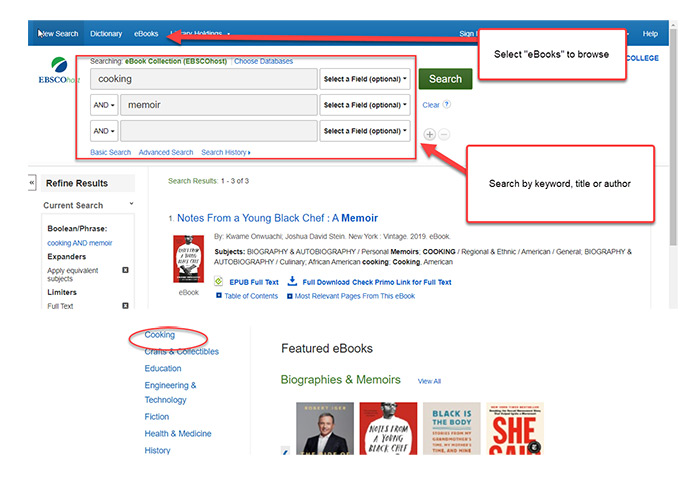 New Search Dictionary eBooks Library Holdings Sign I Help
Select "eBooks" to browse
COLLEGE
EBSCOhost
Searching: eBook Collection (EBSCOhost) Choose Databases
cooking Select a Field (optional) Search
AND memoir Select a Field (optional) Clear ?
AND Select a Field (optional)
Basic Search Advanced Search Search History
Search by keyword, title or author
« Refine Results
Search Results: 1 - 3 of 3
Current Search
Boolean/Phrase:
cooking AND memoir
Expanders
Apply equivalent
subjects
Limiters
Full Text
1. Notes From a Young Black Chef : A Memoir
By: Kwame Onwuachi; Joshua David Stein. New York : Vintage. 2019. eBook.
Subjects: BIOGRAPHY & AUTOBIOGRAPHY / Personal Memoirs; COOKING / Regional & Ethnic / American / General; BIOGRAPHY &
AUTOBIOGRAPHY / Culinary; African American cooking; Cooking, American
eBook
EPUB Full Text Full Download Check Primo Link for Full Text
Table of Contents Most Relevant Pages From This eBook
Cooking
Crafts & Collectibles
Education
Engineering &
Technology
Fiction
Health & Medicine
History
Featured eBooks
Biographies & Memoirs View All
ROBERT IGER
NOTES FROM
A YOUNG
BLACK CHEF
BLACK IS
THE BODY
STORIES FROM MY
GRANDMOTHER'S
TIME, MY MOTHER'S
TIME, AND MINE
SHE
SAID